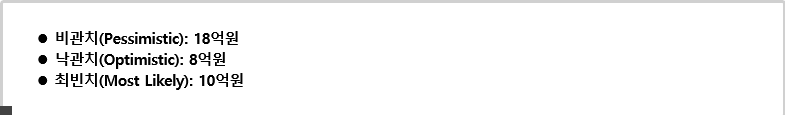 ● 비관치(Pessimistic): 18억원
● 낙관치(Optimistic): 8억원
● 최빈치(Most Likely): 10억원